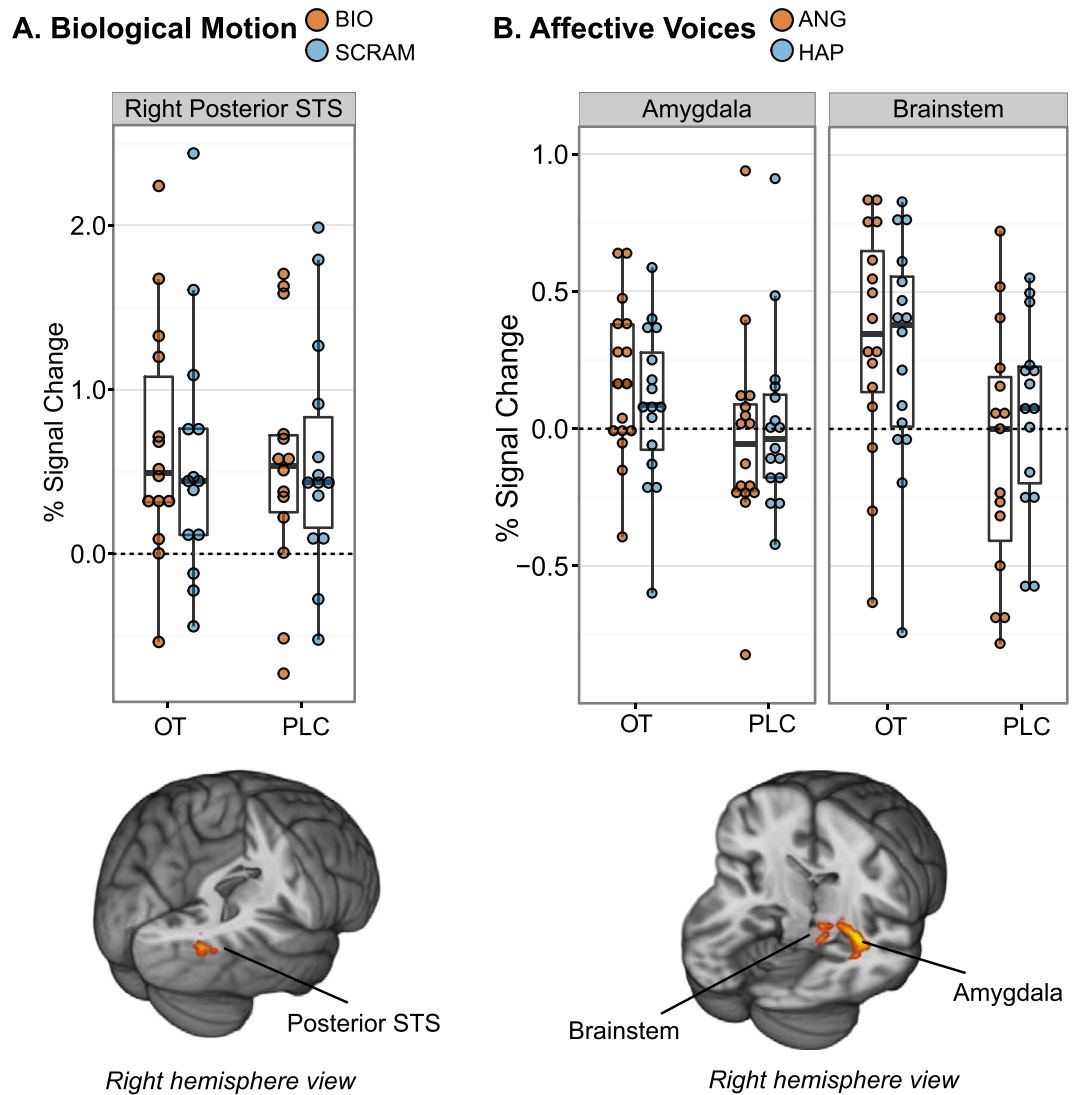 A. Biological Motion
BIO
SCRAM
Right Posterior STS
% Signal Change
2.0
1.0
0.0
OT
PLC
Posterior STS
Right hemisphere view
B. Affective Voices
ANG
HAP
Amygdala
Brainstem
% Signal Change
1.0
0.5
0.0
−0.5
OT
PLC
OT
PLC
Amygdala
Brainstem
Right hemisphere view